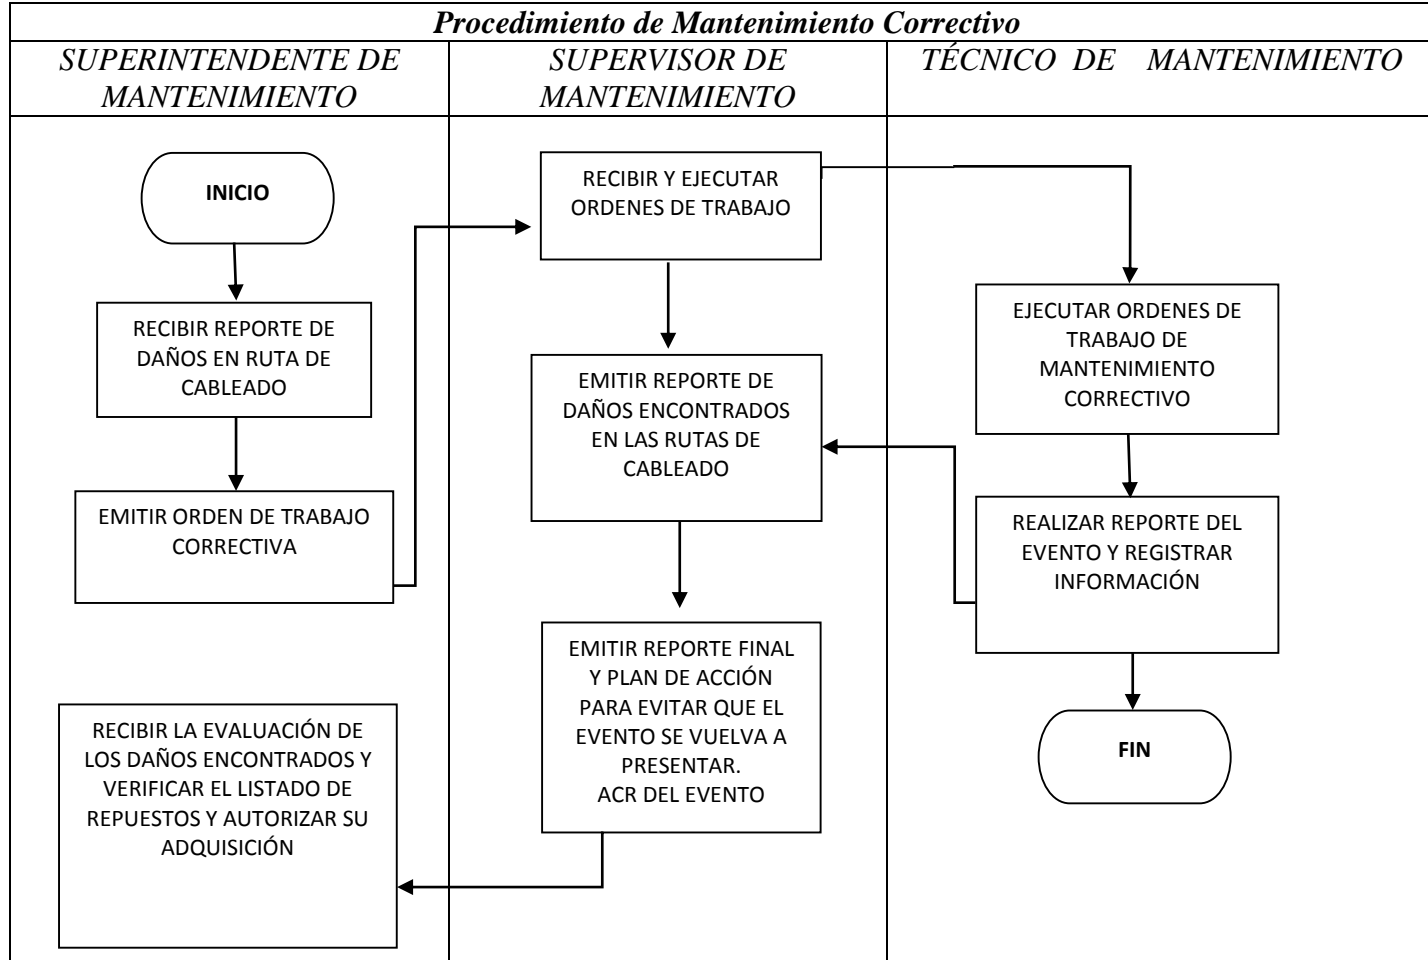 Procedimiento de Mantenimiento Correctivo
SUPERINTENDENTE DE
MANTENIMIENTO
SUPERVISOR DE
MANTENIMIENTO
TÉCNICO DE MANTENIMIENTO
INICIO
RECIBIR REPORTE DE
DAÑOS EN RUTA DE
CABLEADO
EMITIR ORDEN DE TRABAJO
CORRECTIVA
RECIBIR LA EVALUACIÓN DE
LOS DAÑOS ENCONTRADOS Y
VERIFICAR EL LISTADO DE
REPUESTOS Y AUTORIZAR SU
ADQUISICIÓN
RECIBIR Y EJECUTAR
ORDENES DE TRABAJO
EMITIR REPORTE DE
DAÑOS ENCONTRADOS
EN LAS RUTAS DE
CABLEADO
EMITIR REPORTE FINAL
Y PLAN DE ACCIÓN
PARA EVITAR QUE EL
EVENTO SE VUELVA A
PRESENTAR.
ACR DEL EVENTO
EJECUTAR ORDENES DE
TRABAJO DE
MANTENIMIENTO
CORRECTIVO
REALIZAR REPORTE DEL
EVENTO Y REGISTRAR
INFORMACIÓN
FIN